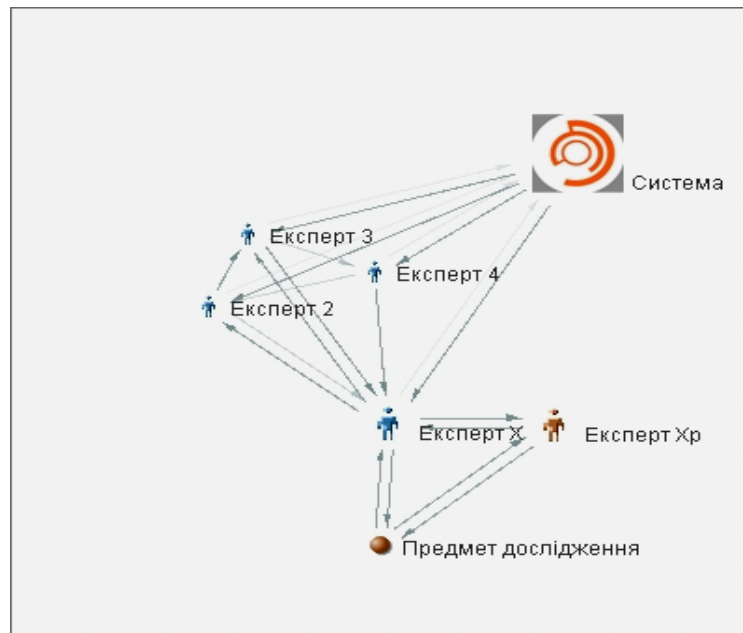 Система
Експерт 3
Експерт 4
Експерт 2
Експерт X
Експерт Xp
Предмет дослідження